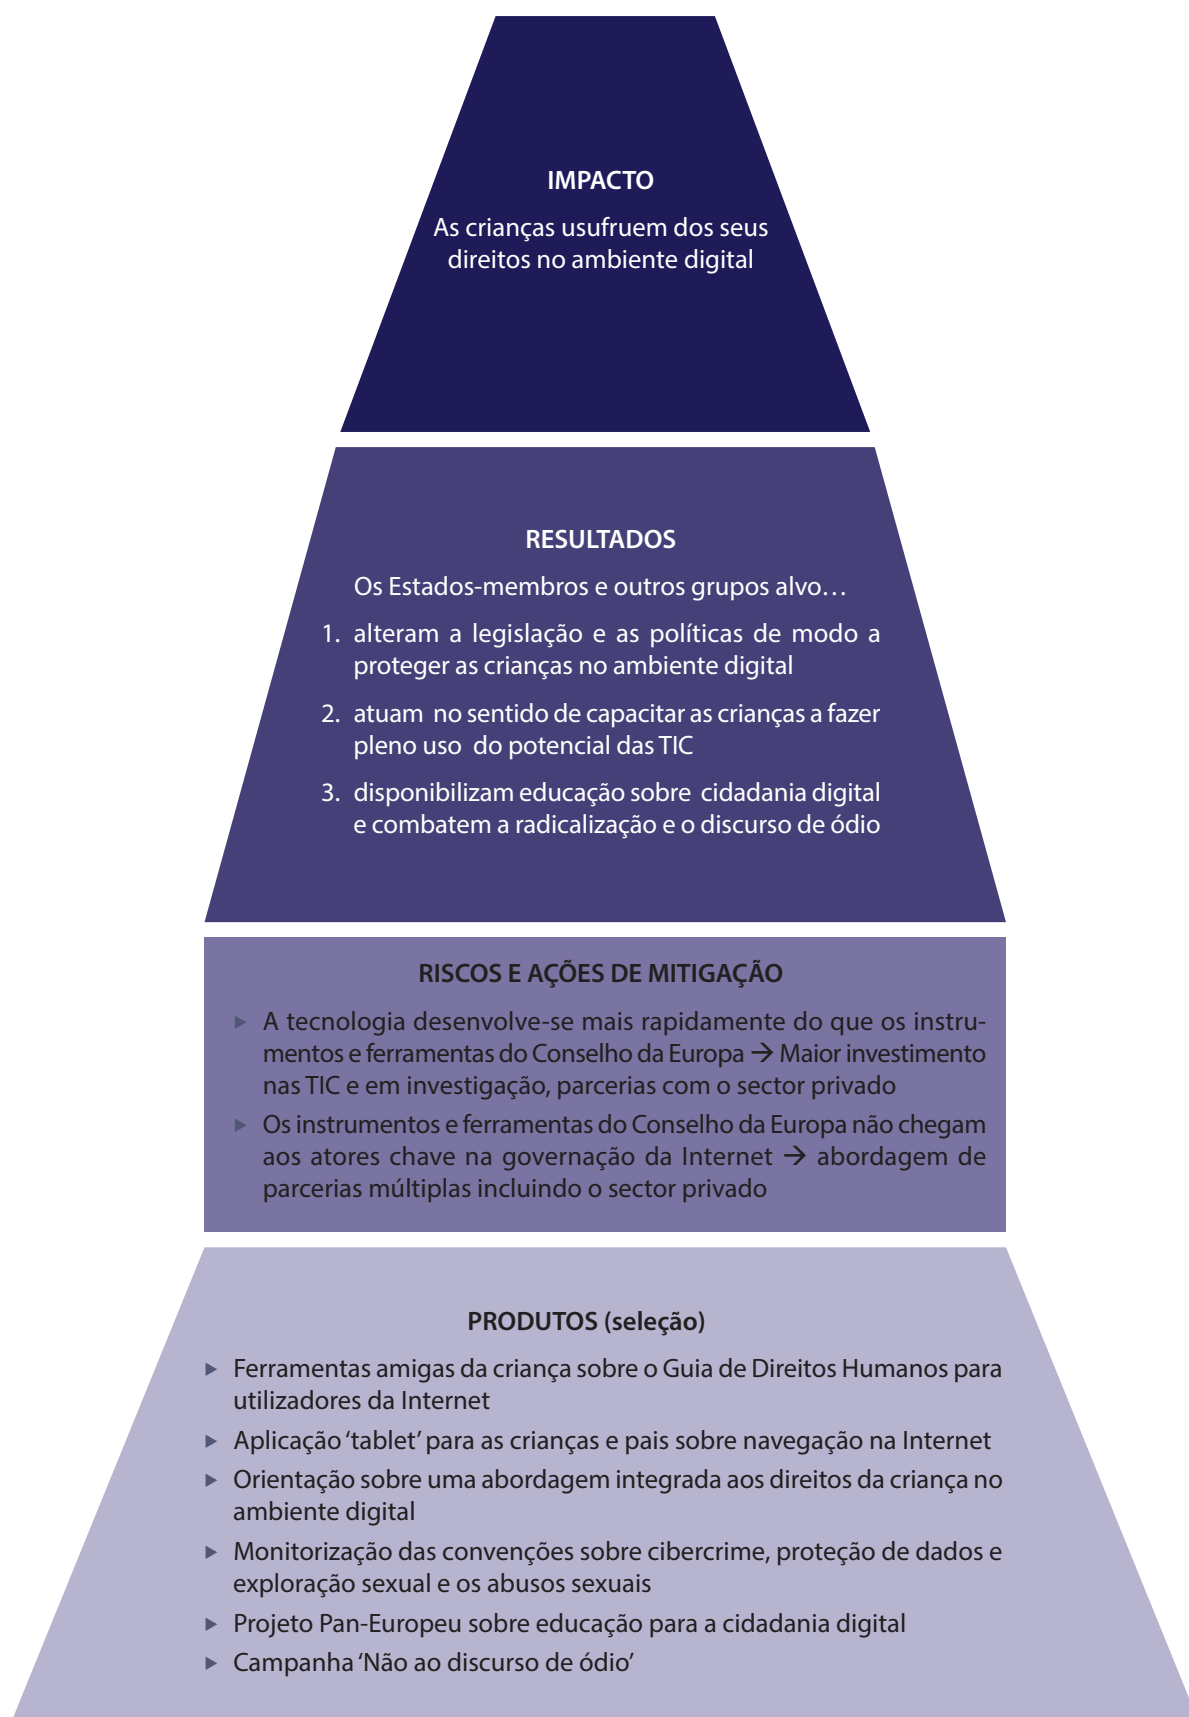 IMPACTO
As crianças usufruem dos seus
direitos no ambiente digital
RESULTADOS
Os Estados-membros e outros grupos alvo…
1. alteram a legislação e as políticas de modo a
proteger as crianças no ambiente digital
2. atuam no sentido de capacitar as crianças a fazer
pleno uso do potencial das TIC
3. disponibilizam educação sobre cidadania digital
e combatem a radicalização e o discurso de ódio
RISCOS E AÇÕES DE MITIGAÇÃO
▶ A tecnologia desenvolve-se mais rapidamente do que os instru-
mentos e ferramentas do Conselho da Europa → Maior investimento
nas TIC e em investigação, parcerias com o sector privado
▶ Os instrumentos e ferramentas do Conselho da Europa não chegam
aos atores chave na governação da Internet → abordagem de
parcerias múltiplas incluindo o sector privado
PRODUTOS (seleção)
▶ Ferramentas amigas da criança sobre o Guia de Direitos Humanos para
utilizadores da Internet
▶ Aplicação ‘tablet’ para as crianças e pais sobre navegação na Internet
▶ Orientação sobre uma abordagem integrada aos direitos da criança no
ambiente digital
▶ Monitorização das convenções sobre cibercrime, proteção de dados e
exploração sexual e os abusos sexuais
▶ Projeto Pan-Europeu sobre educação para a cidadania digital
▶ Campanha ‘Não ao discurso de ódio’